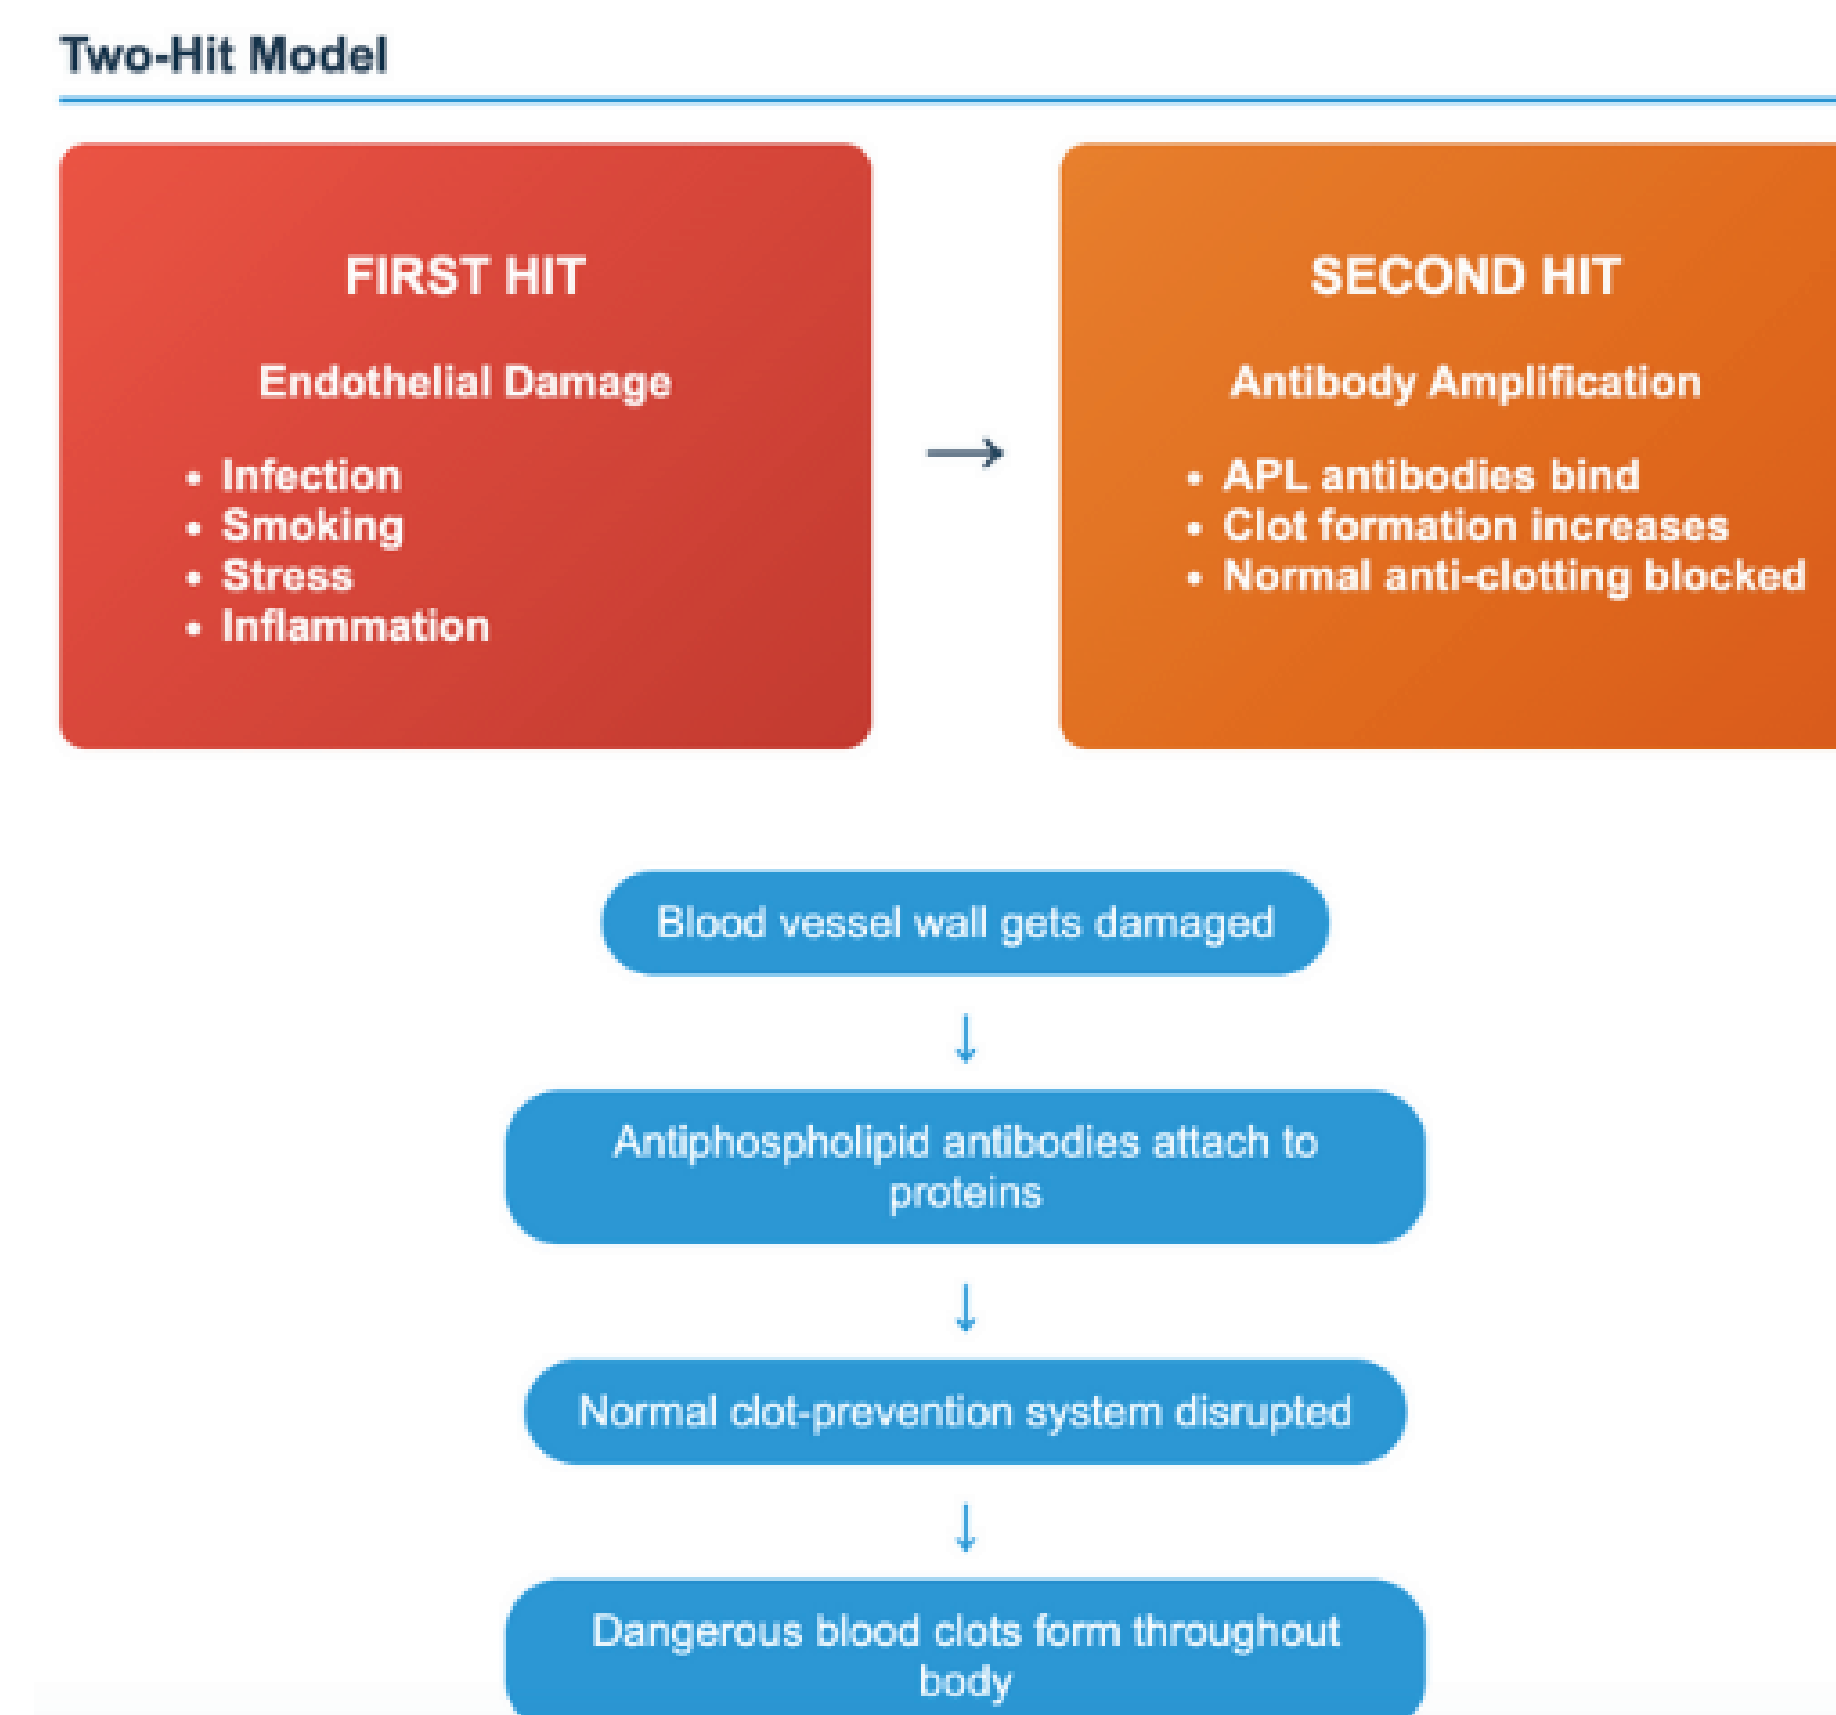 Two-Hit Model
FIRST HIT
Endothelial Damage
• Infection
• Smoking
• Stress
• Inflammation
→
SECOND HIT
Antibody Amplification
• APL antibodies bind
• Clot formation increases
• Normal anti-clotting blocked
Blood vessel wall gets damaged
↓
Antiphospholipid antibodies attach to
proteins
↓
Normal clot-prevention system disrupted
↓
Dangerous blood clots form throughout
body